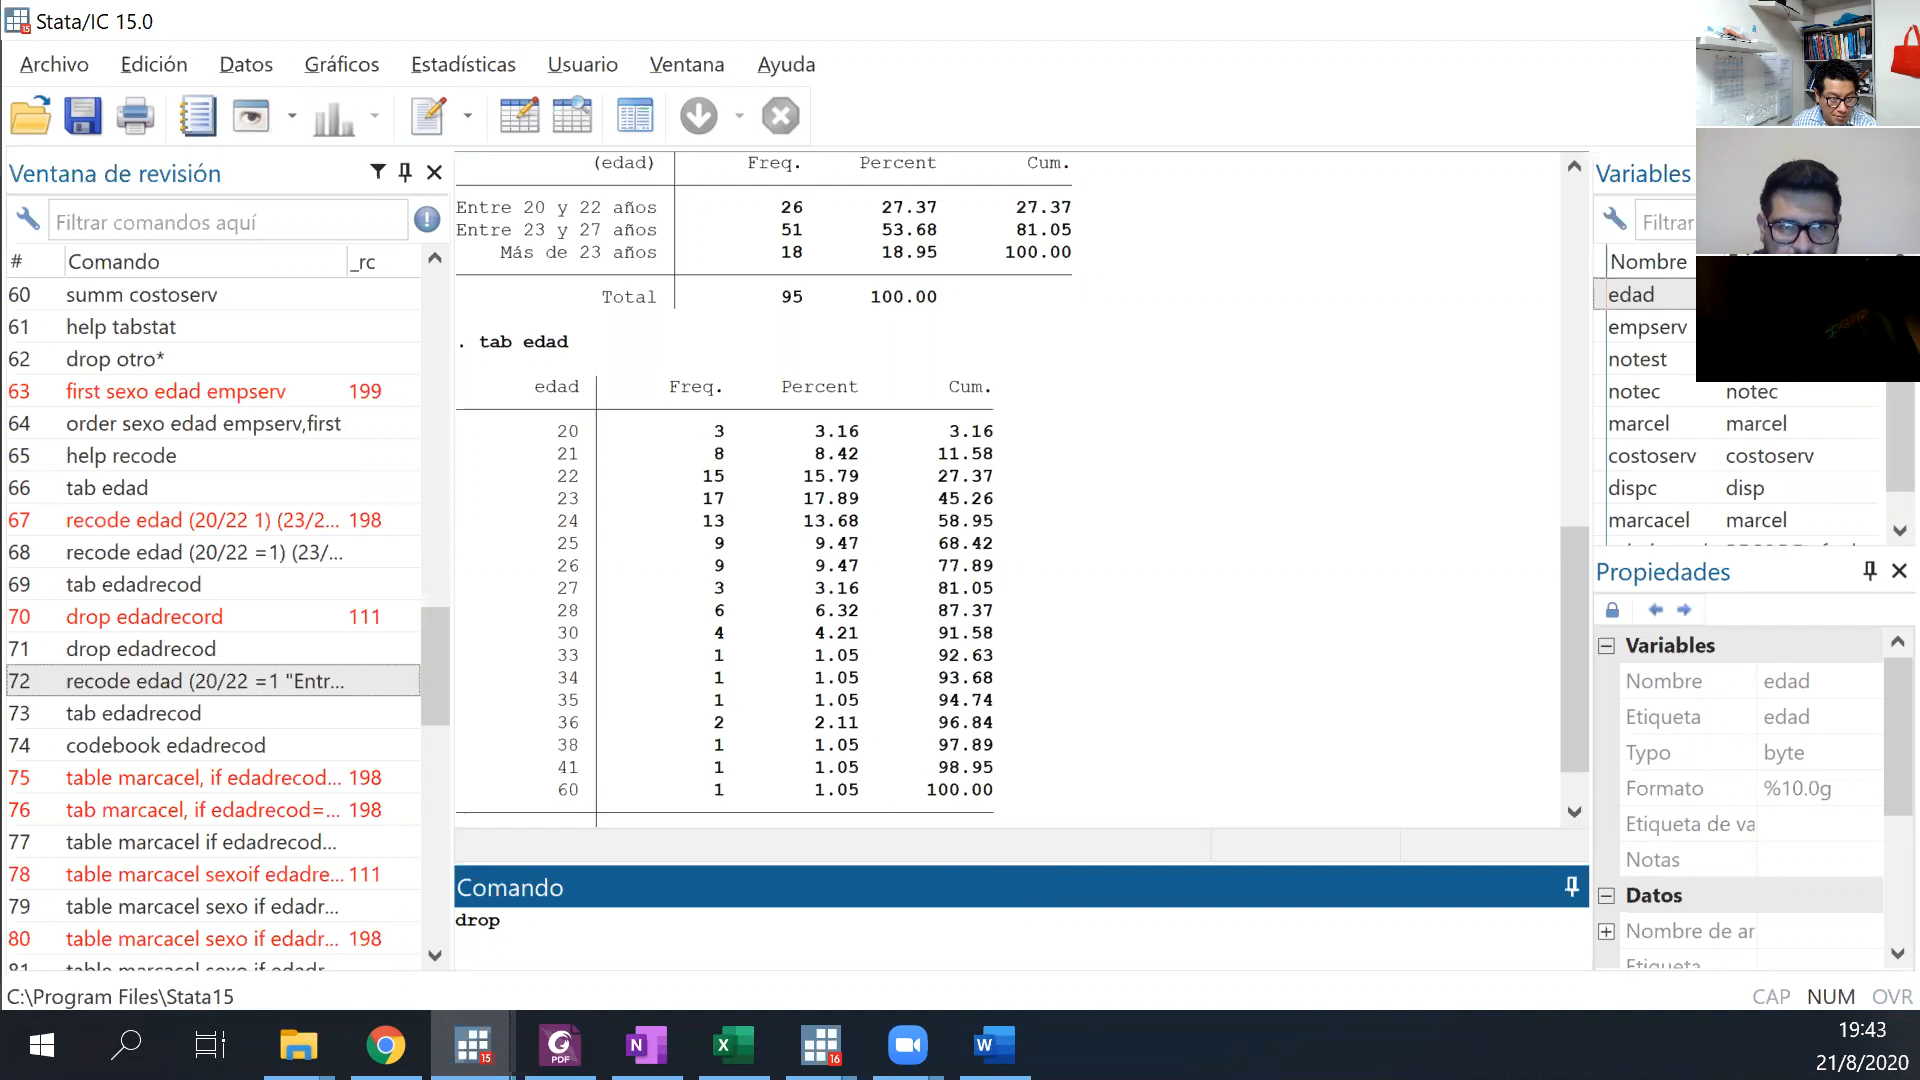 Stata/IC 15.0
Archivo Edición Datos Gráficos Estadísticas Usuario Ventana Ayuda
Ventana de revisión
Filtrar comandos aquí
# Comando _rc
60 summ costoserv
61 help tabstat
62 drop otro*
63 first sexo edad empserv 199
64 order sexo edad empserv,first
65 help recode
66 tab edad
67 recode edad (20/22 1) (23/2... 198
68 recode edad (20/22 =1) (23/...
69 tab edadrecod
70 drop edadrecord 111
71 drop edadrecod
72 recode edad (20/22 =1 "Entr...
73 tab edadrecod
74 codebook edadrecod
75 table marcacel, if edadrecod... 198
76 tab marcacel, if edadrecod=... 198
77 table marcacel if edadrecod...
78 table marcacel sexoif edadre... 111
79 table marcacel sexo if edadr...
80 table marcacel sexo if edadr... 198
81 table marcacel sexo if edadr
(edad) Freq. Percent Cum.
Entre 20 y 22 años 26 27.37 27.37
Entre 23 y 27 años 51 53.68 81.05
Más de 23 años 18 18.95 100.00
Total 95 100.00
. tab edad
edad Freq. Percent Cum.
20 3 3.16 3.16
21 8 8.42 11.58
22 15 15.79 27.37
23 17 17.89 45.26
24 13 13.68 58.95
25 9 9.47 68.42
26 9 9.47 77.89
27 3 3.16 81.05
28 6 6.32 87.37
30 4 4.21 91.58
33 1 1.05 92.63
34 1 1.05 93.68
35 1 1.05 94.74
36 2 2.11 96.84
38 1 1.05 97.89
41 1 1.05 98.95
60 1 1.05 100.00
Comando
drop
Variables
Filtrar
Nombre
edad
empserv
notest
notec notec
marcel marcel
costoserv costoserv
dispc disp
marcacel marcel
Propiedades
Variables
Nombre edad
Etiqueta edad
Typo byte
Formato %10.0g
Etiqueta de va
Notas
Datos
Nombre de ar
Etiqueta
C:\Program Files\Stata15
CAP NUM OVR
15 PDF N X 16 W
19:43
21/8/2020